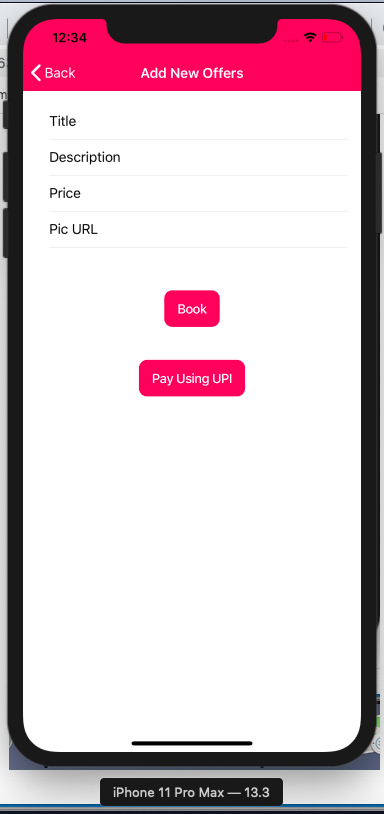 12:34
Back
Add New Offers
Title
Description
Price
Pic URL
Book
Pay Using UPI
iPhone 11 Pro Max — 13.3